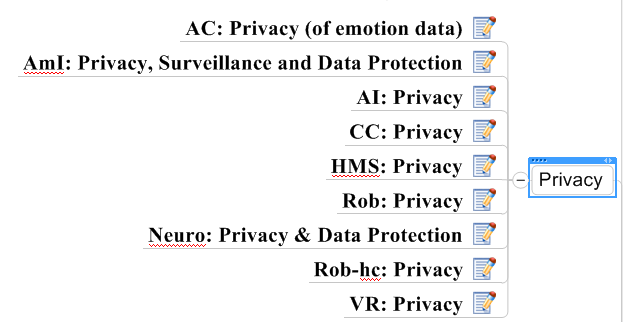 AC: Privacy (of emotion data)
AmI: Privacy, Surveillance and Data Protection
AI: Privacy
CC: Privacy
HMS: Privacy
Rob: Privacy
Neuro: Privacy & Data Protection
Rob-hc: Privacy
VR: Privacy
Privacy